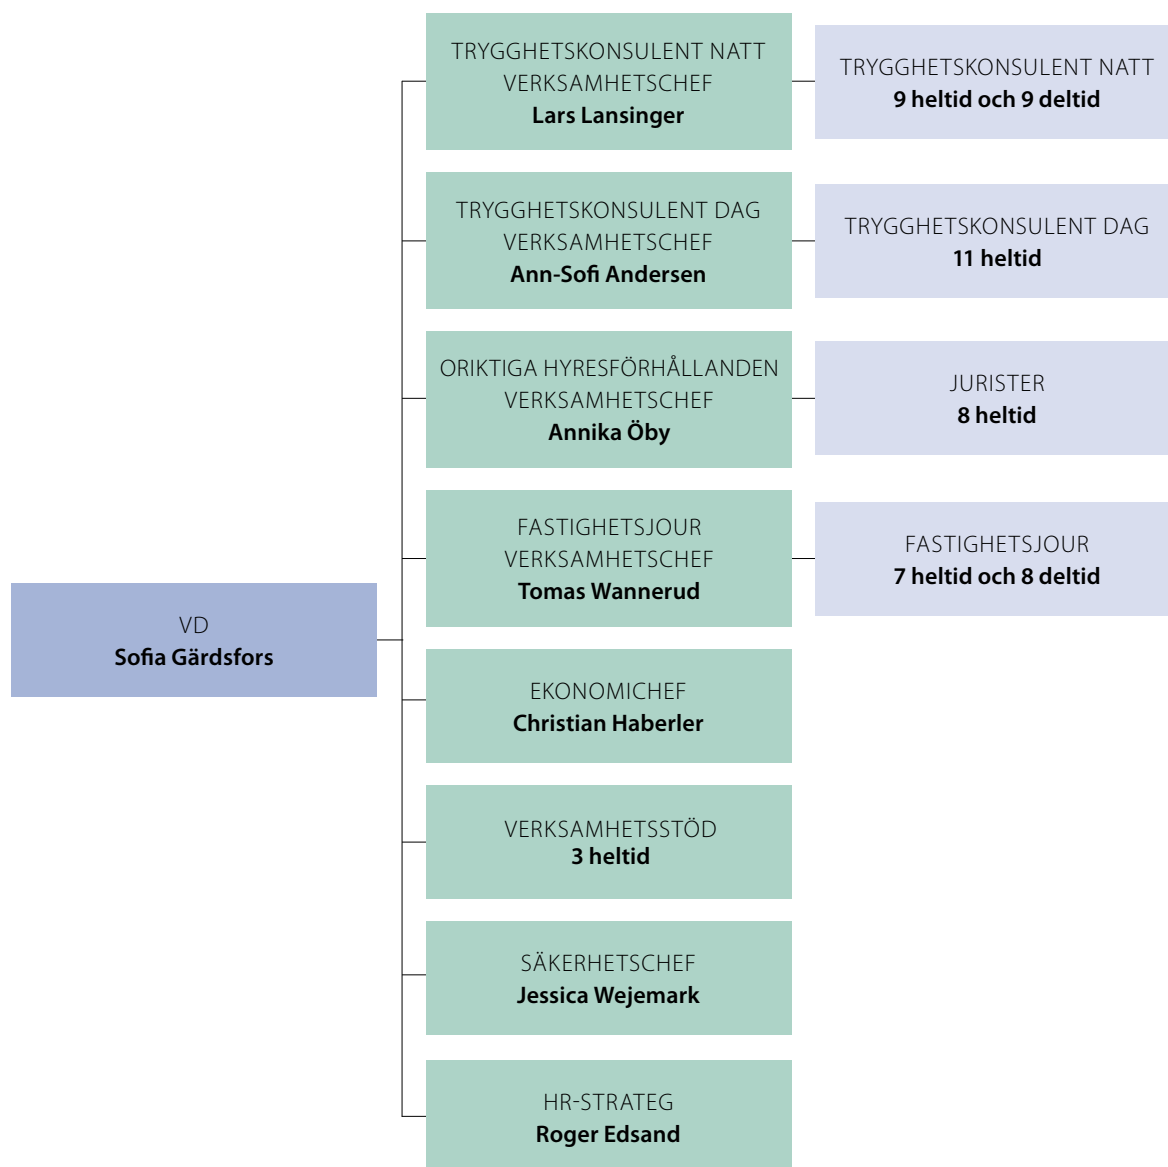 TRYGGHETSKONSULENT NATT
VERKSAMHETSCHEF
Lars Lansinger
TRYGGHETSKONSULENT NATT
9 heltid och 9 deltid
TRYGGHETSKONSULENT DAG
VERKSAMHETSCHEF
Ann-Sofi Andersen
TRYGGHETSKONSULENT DAG
11 heltid
ORIKTIGA HYRESFÖRHÅLLANDEN
VERKSAMHETSCHEF
Annika Öby
JURISTER
8 heltid
FASTIGHETSJOUR
VERKSAMHETSCHEF
Tomas Wannerud
FASTIGHETSJOUR
7 heltid och 8 deltid
VD
Sofia Gärdsfors
EKONOMICHEF
Christian Haberler
VERKSAMHETSSTÖD
3 heltid
SÄKERHETSCHEF
Jessica Wejemark
HR-STRATEG
Roger Edsand